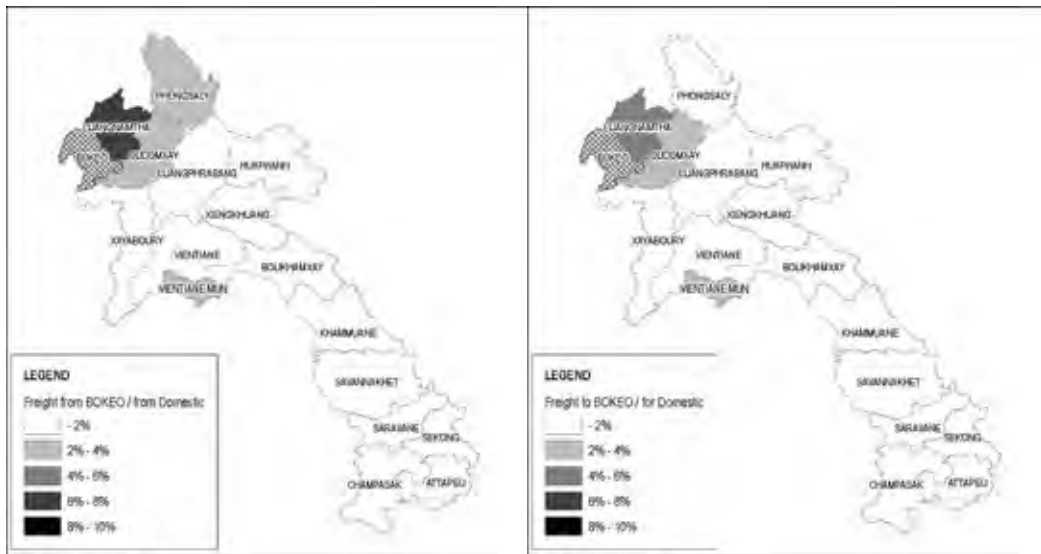 PHONGSALY
LUANGNAMTHA
BOKEO
OUDOMXAY
LUANGPHRABANG
HUAPHANH
XIENGKHUANG
XAYABOURY
VIENTIANE
BOLIKHAMXAY
VIENTIANE MUN
KHAMMUANE
SAVANNAKHET
SARAVANE
SEKONG
CHAMPASAK
ATTAPEU
LEGEND
Freight from BOKEO / from Domestic
- 2%
2% - 4%
4% - 6%
6% - 8%
8% - 10%
PHONGSALY
LUANGNAMTHA
BOKEO
OUDOMXAY
LUANGPHRABANG
HUAPHANH
XIENGKHUANG
XAYABOURY
VIENTIANE
BOLIKHAMXAY
VIENTIANE MUN
KHAMMUANE
SAVANNAKHET
SARAVANE
SEKONG
CHAMPASAK
ATTAPEU
LEGEND
Freight to BOKEO / for Domestic
- 2%
2% - 4%
4% - 6%
6% - 8%
8% - 10%